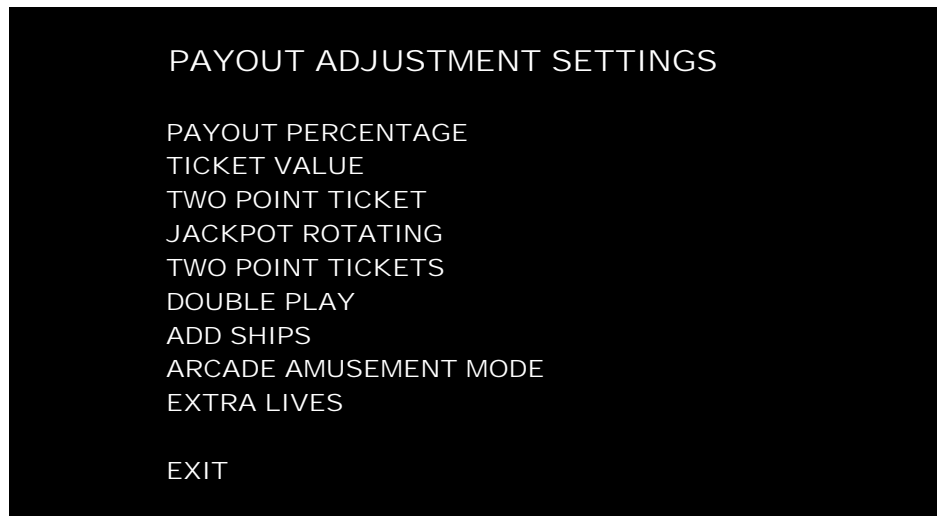 PAYOUT ADJUSTMENT SETTINGS
PAYOUT PERCENTAGE
TICKET VALUE
TWO POINT TICKET
JACKPOT ROTATING
TWO POINT TICKETS
DOUBLE PLAY
ADD SHIPS
ARCADE AMUSEMENT MODE
EXTRA LIVES
EXIT